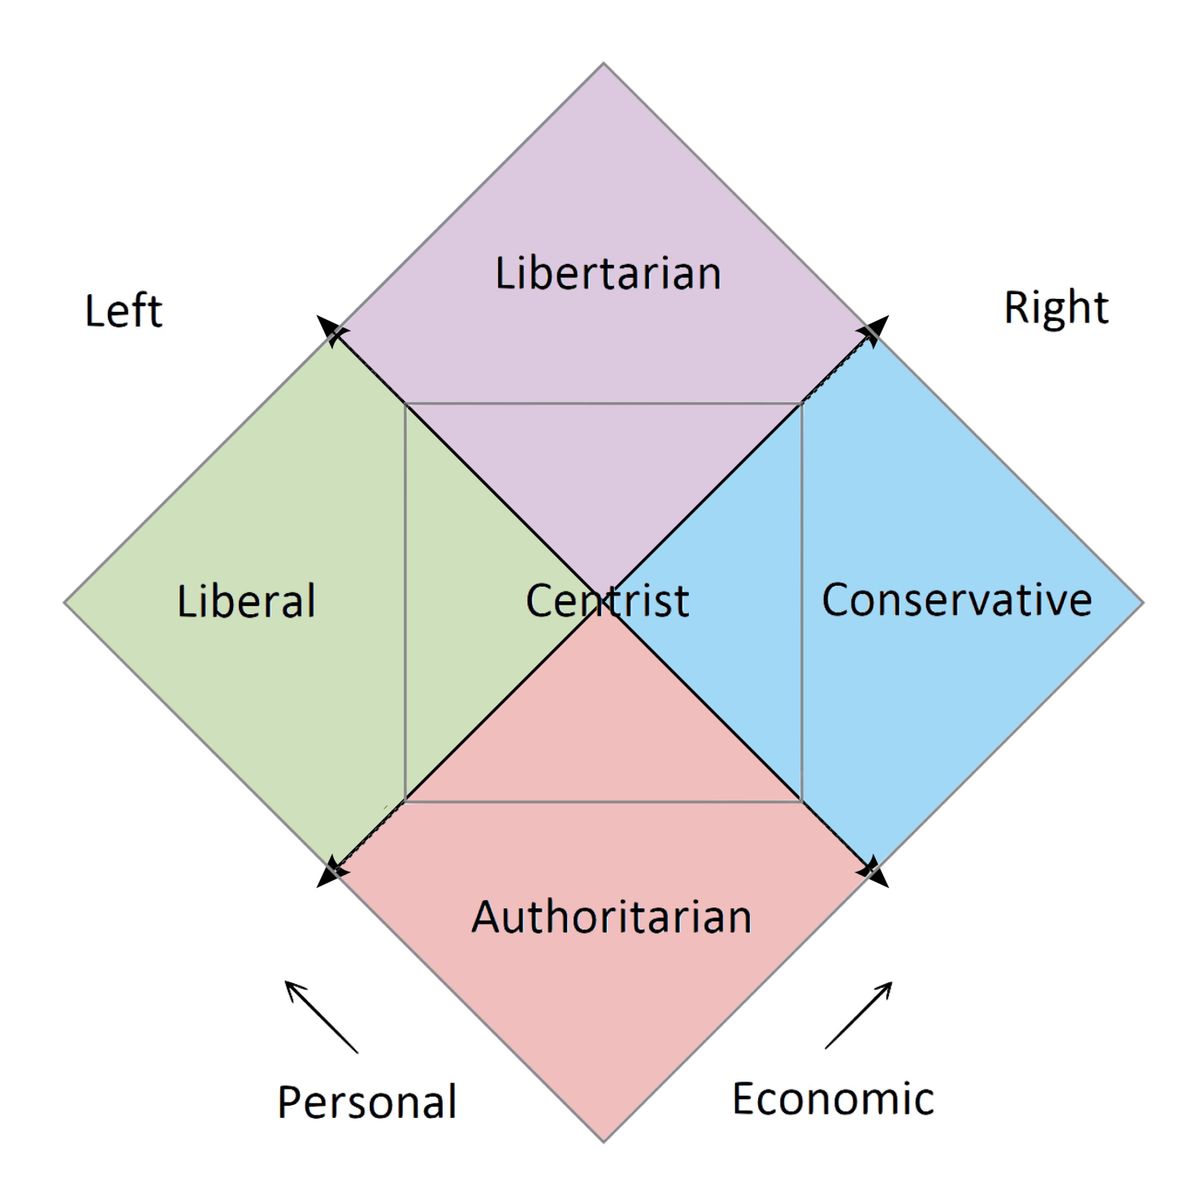 Libertarian
Left
Right
Liberal
Centrist
Conservative
Authoritarian
Personal
Economic